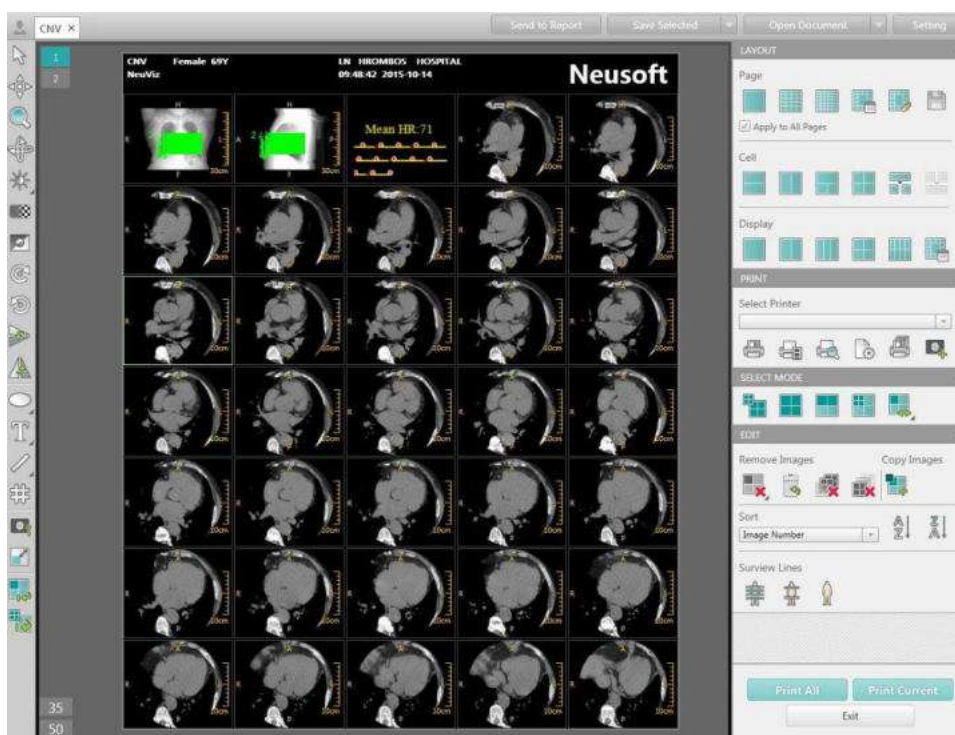 CNV ×
Send to Report
Save Selected
Open Document
Setting
1
2
CNV Female 69Y
NeuViz
LN HROMBOS HOSPITAL
09:48:42 2015-10-14
Neusoft
Mean HR:71
35
50
LAYOUT
Page
Apply to All Pages
Cell
Display
PRINT
Select Printer
SELECT MODE
EDIT
Remove Images
Copy Images
Sort
Image Number
Surview Lines
Print All
Print Current
Exit